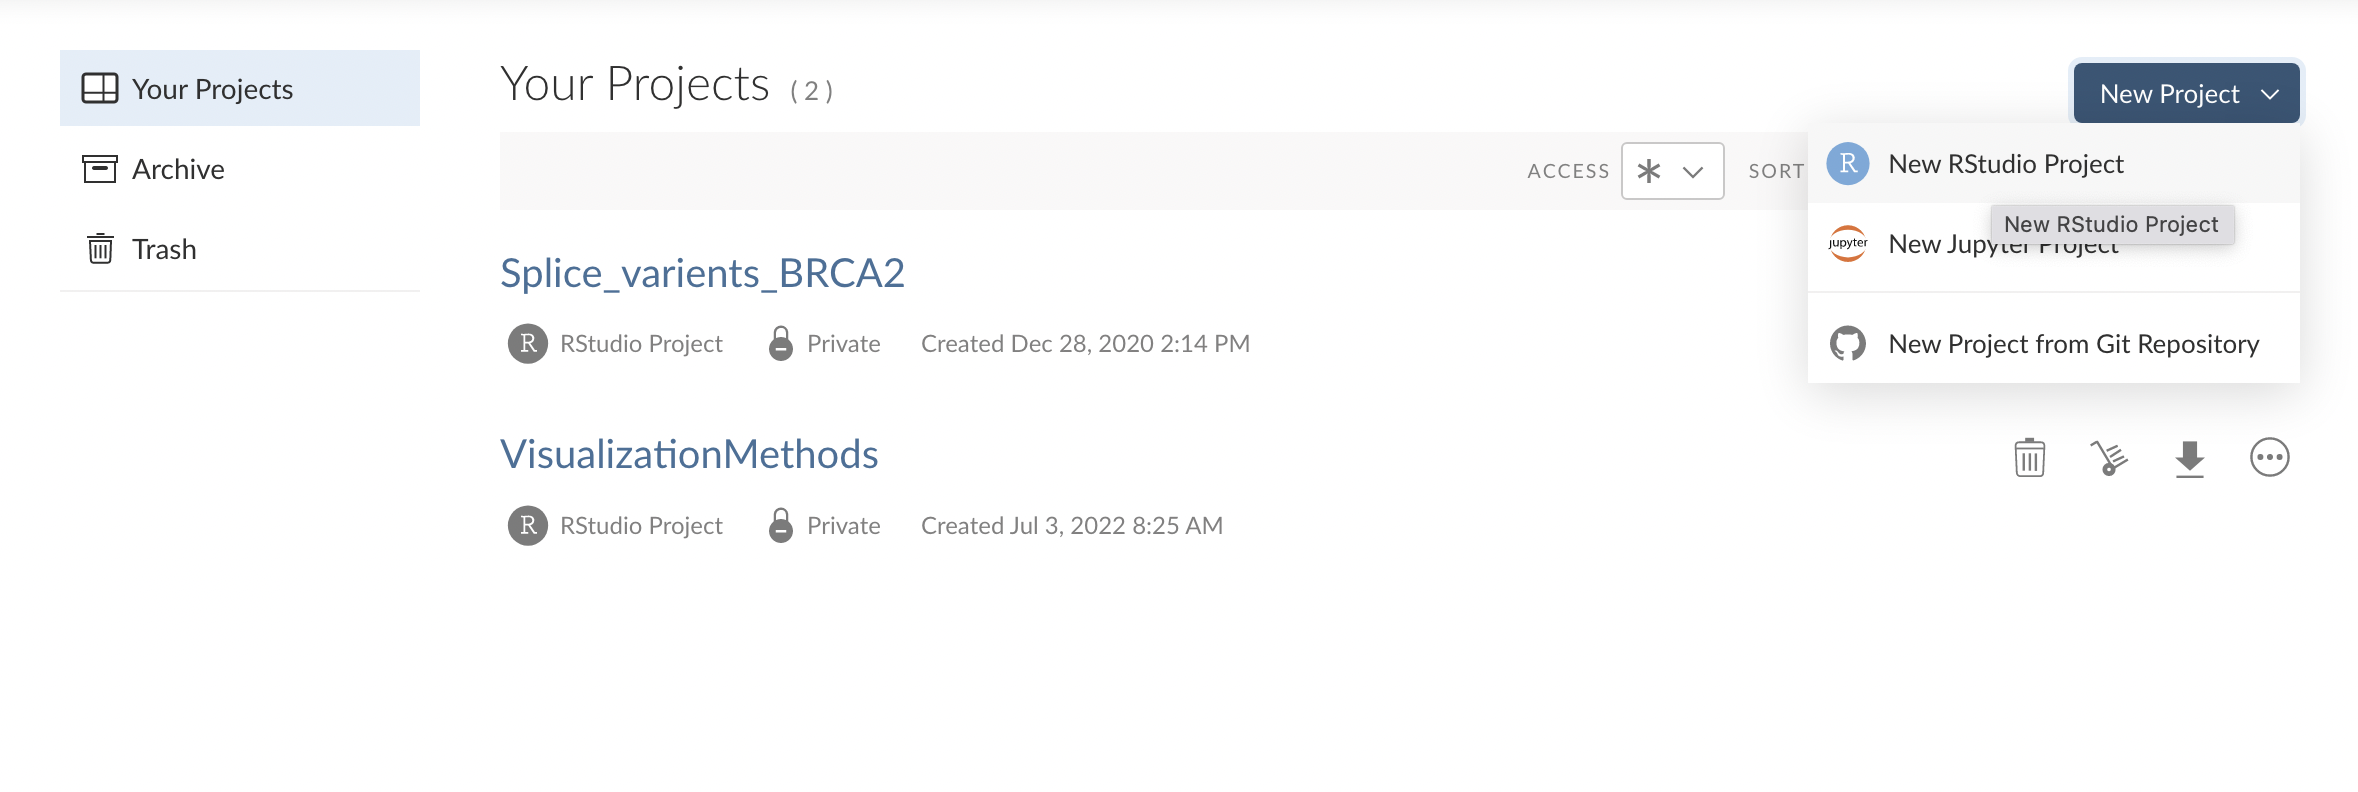 Your Projects
Archive
Trash
Your Projects (2)
New Project
ACCESS * SORT
R New RStudio Project
New RStudio Project
jupyter New Jupyter Project
New Project from Git Repository
Splice_varients_BRCA2
R RStudio Project Private Created Dec 28, 2020 2:14 PM
VisualizationMethods
R RStudio Project Private Created Jul 3, 2022 8:25 AM